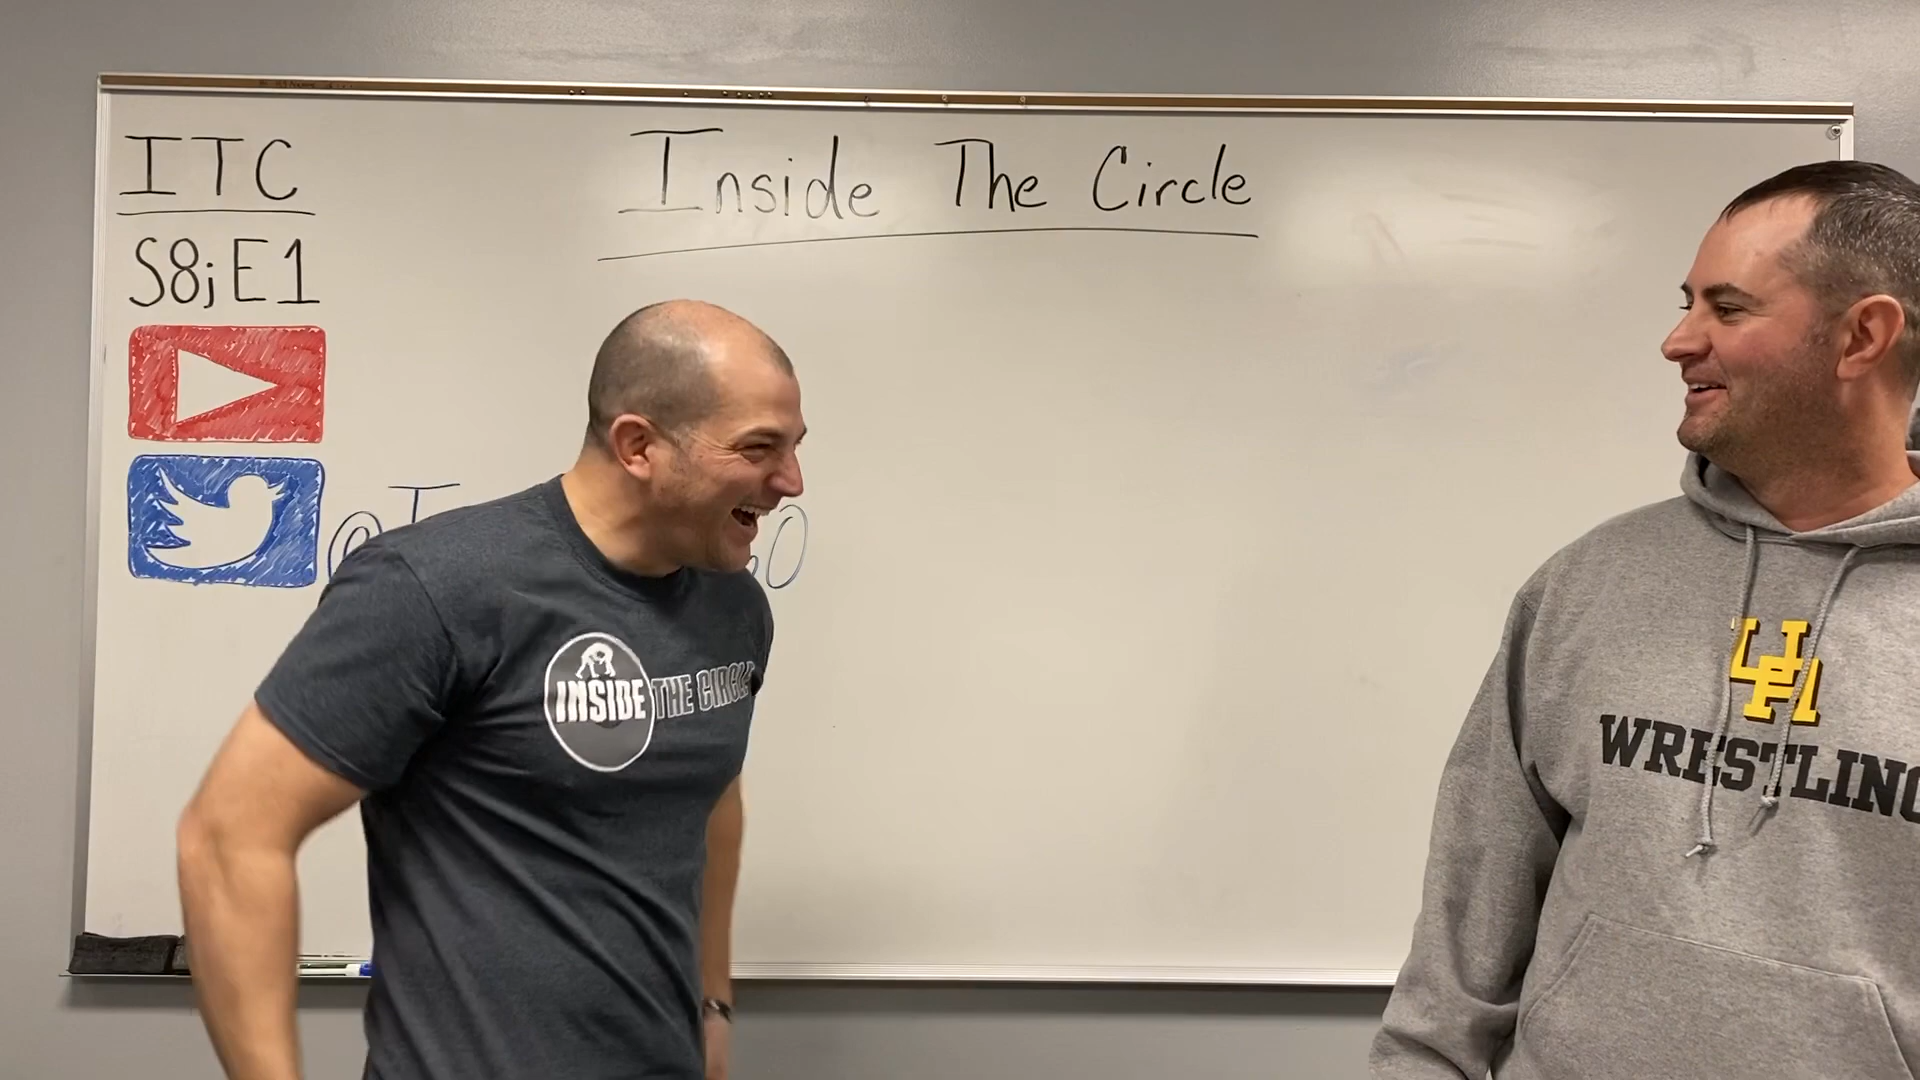 ITC
Inside The Circle
S8;E1
INSIDE THE CIRCLE
WRESTLING